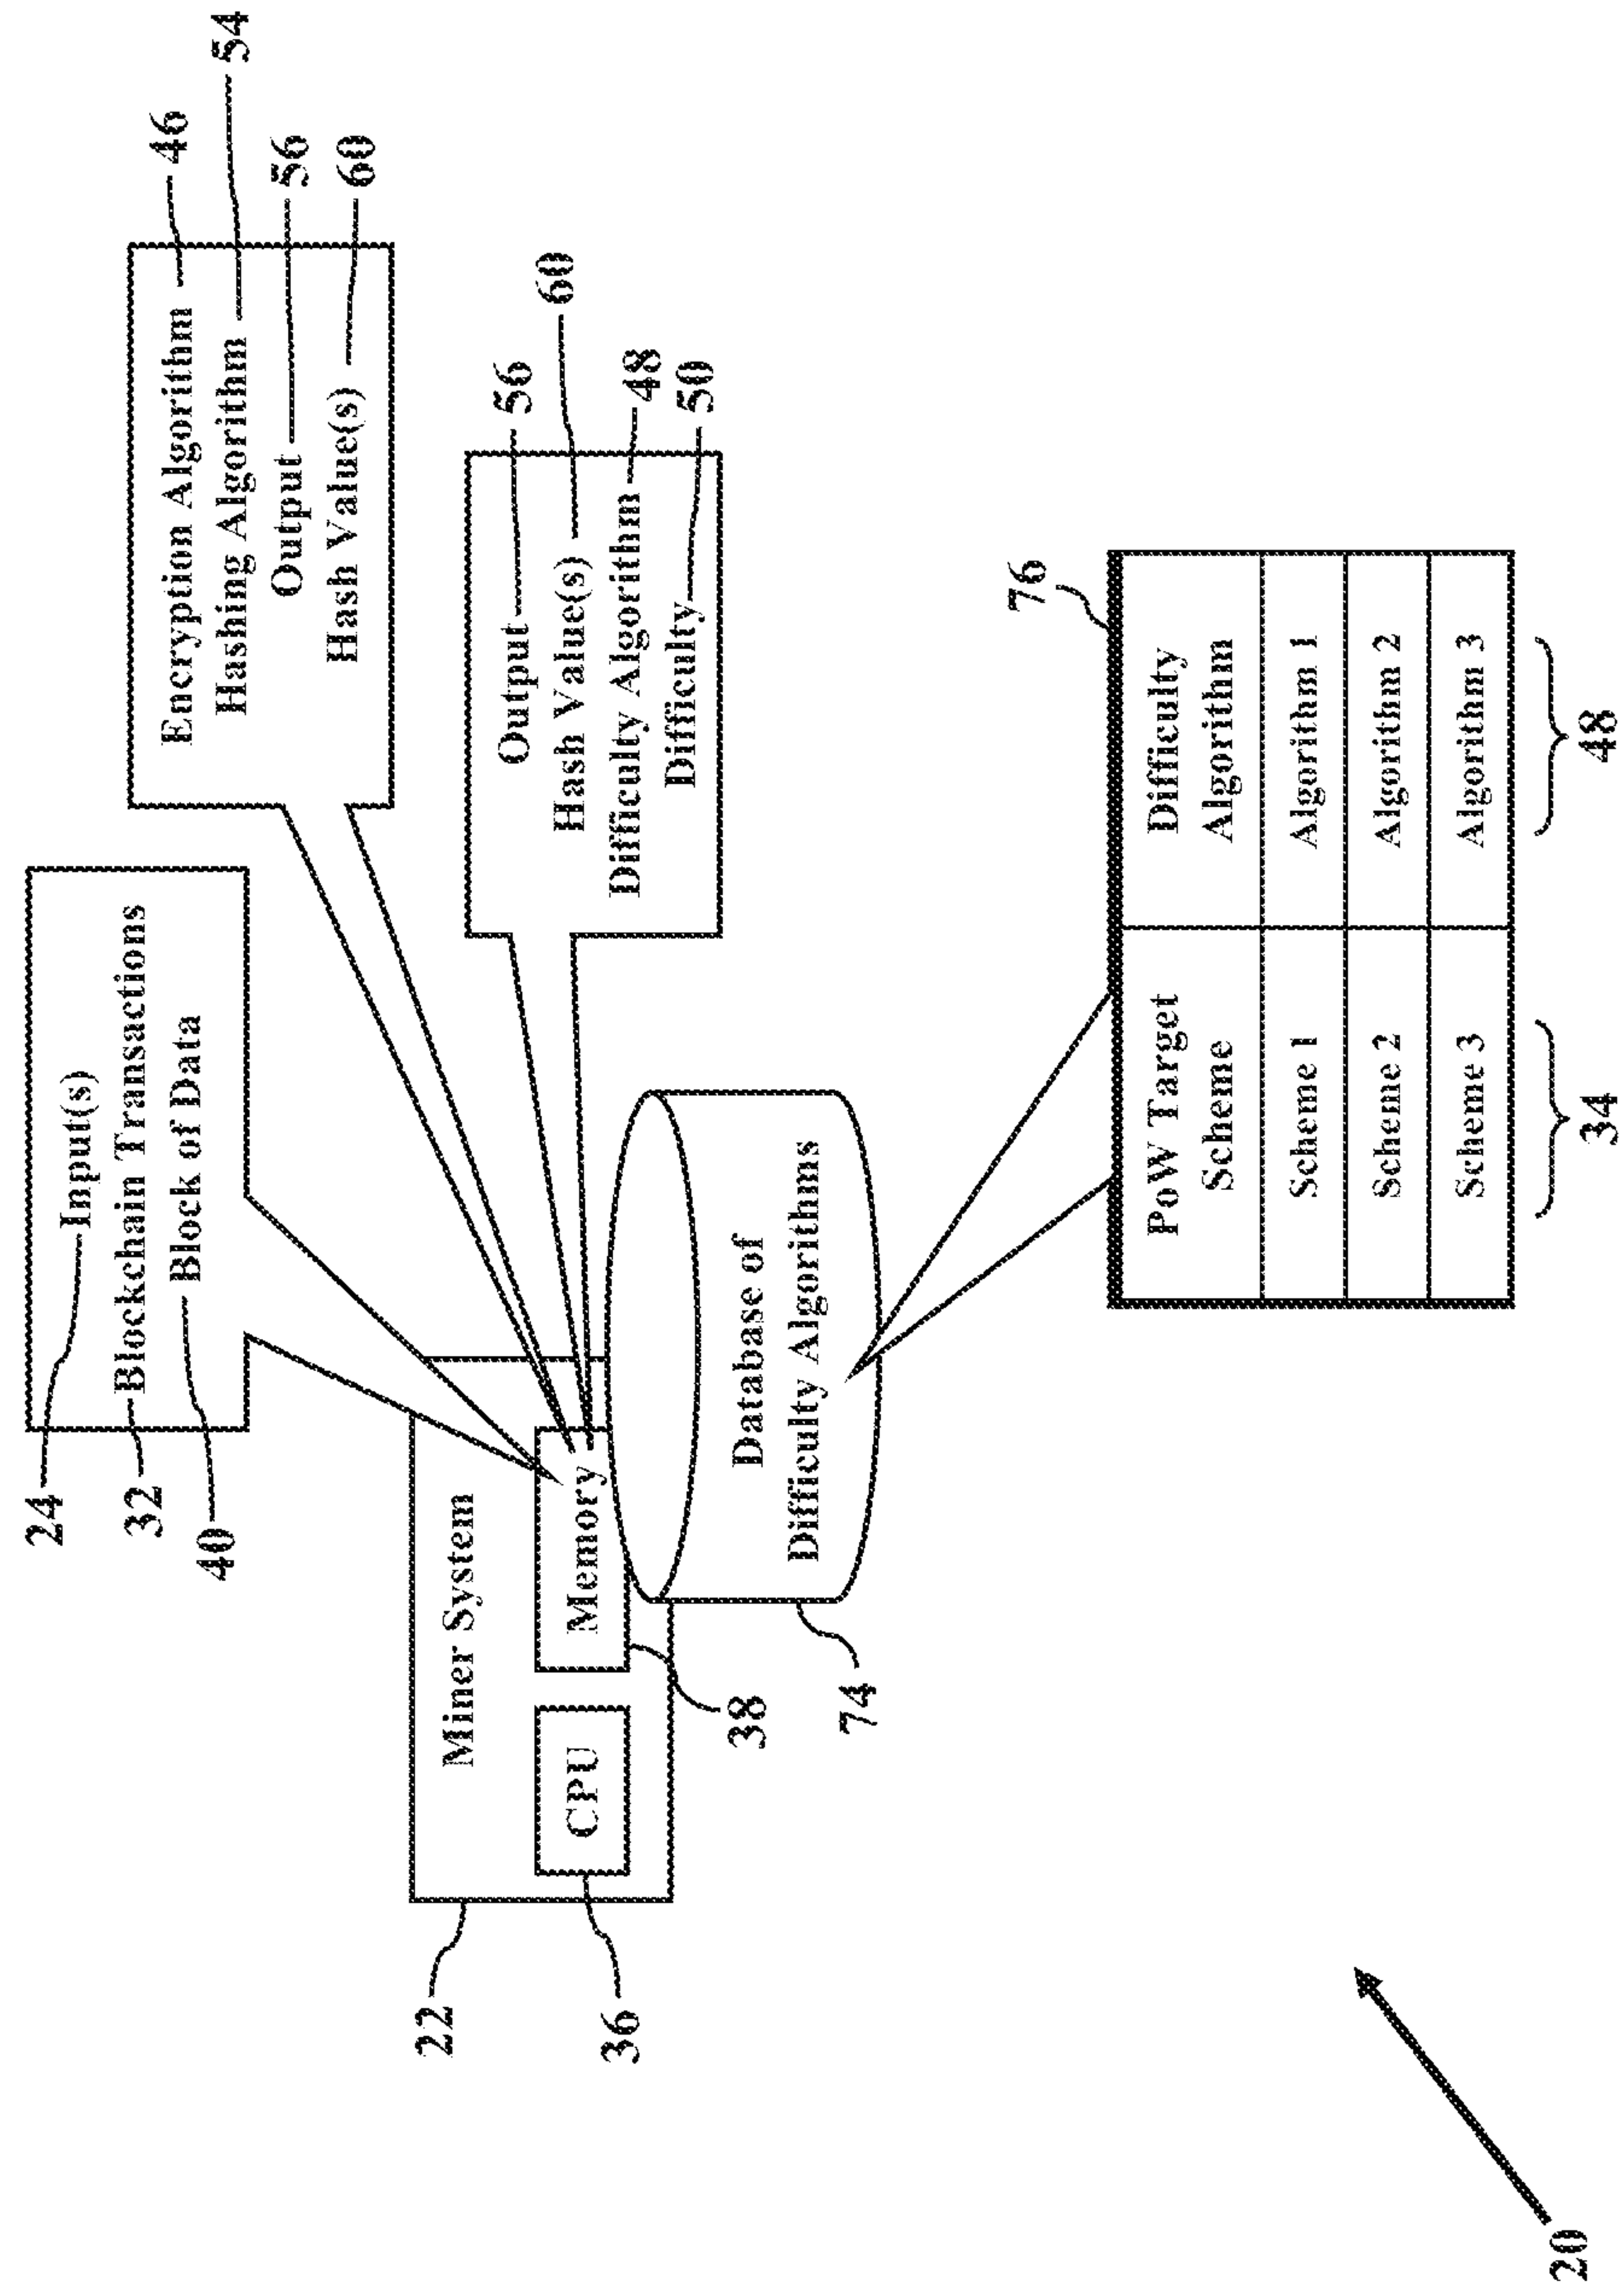 24 Input(s)
32 Blockchain Transactions
40 Block of Data
Encryption Algorithm 46
Hashing Algorithm 54
Output 56
Hash Value(s) 60
Output 56
Hash Value(s) 60
Difficulty Algorithm 48
Difficulty 50
22
Miner System
36
CPU
Memory
38
Database of
Difficulty Algorithms
74
76
PoW Target Scheme
Difficulty Algorithm
Scheme 1 Algorithm 1
Scheme 2 Algorithm 2
Scheme 3 Algorithm 3
34 48
20